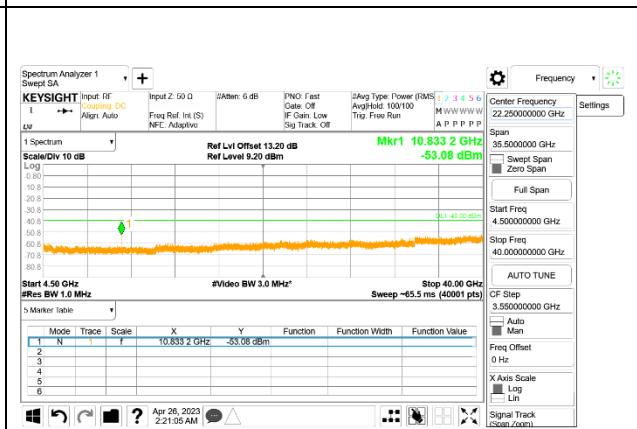 Spectrum Analyzer 1
Swept SA
+
Frequency
KEYSIGHT
Input: RF
Coupling: DC
Align: Auto
Input Z: 50 Ω
Freq Ref: Int (S)
NFE: Adaptive
#Atten: 6 dB
PNO: Fast
Gate: Off
IF Gain: Low
Sig Track: Off
#Avg Type: Power (RMS
Avg|Hold: 100/100
Trig: Free Run
1 2 3 4 5 6
M W W W W W
A P P P P P
1 Spectrum
Scale/Div 10 dB
Log
Ref Lvl Offset 13.20 dB
Ref Level 9.20 dBm
Mkr1 10.833 2 GHz
-53.08 dBm
-0.80
-10.8
-20.8
-30.8
-40.8
-50.8
-60.8
-70.8
-80.8
1
Start 4.50 GHz
#Res BW 1.0 MHz
#Video BW 3.0 MHz*
Stop 40.00 GHz
Sweep ~65.5 ms (40001 pts)
5 Marker Table
Mode Trace Scale X Y Function Function Width Function Value
1 N 1 f 10.833 2 GHz -53.08 dBm
2
3
4
5
6
Apr 26, 2023
2:21:05 AM
Center Frequency
22.250000000 GHz
Settings
Span
35.5000000 GHz
Swept Span
Zero Span
Full Span
Start Freq
4.500000000 GHz
Stop Freq
40.000000000 GHz
AUTO TUNE
CF Step
3.550000000 GHz
Auto
Man
Freq Offset
0 Hz
X Axis Scale
Log
Lin
Signal Track
(Span Zoom)